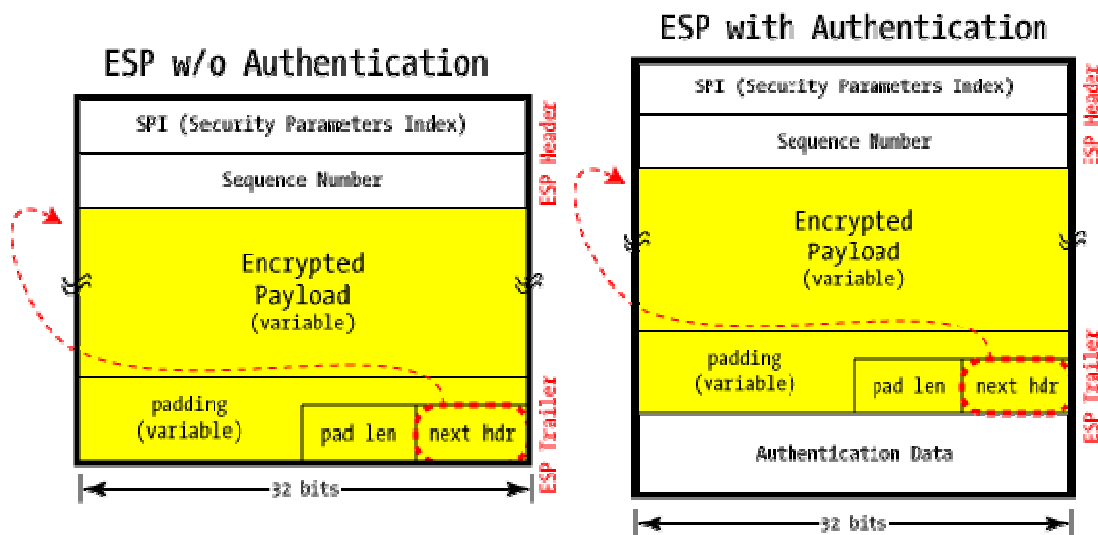 ESP w/o Authentication
SPI (Security Parameters Index)
Sequence Number
ESP Header
Encrypted
Payload
(variable)
padding
(variable)
pad len
next hdr
ESP Trailer
32 bits
ESP with Authentication
SPI (Security Parameters Index)
Sequence Number
ESP Header
Encrypted
Payload
(variable)
padding
(variable)
pad len
next hdr
ESP Trailer
Authentication Data
32 bits